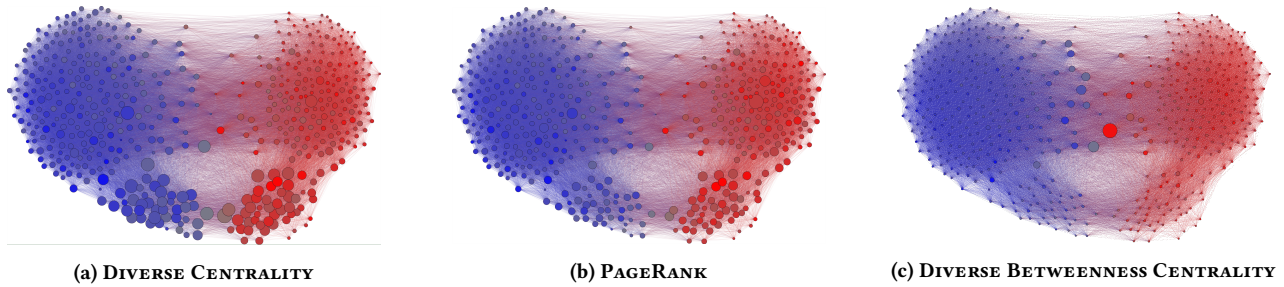 (a) Diverse Centrality
(b) PageRank
(c) Diverse Betweenness Centrality